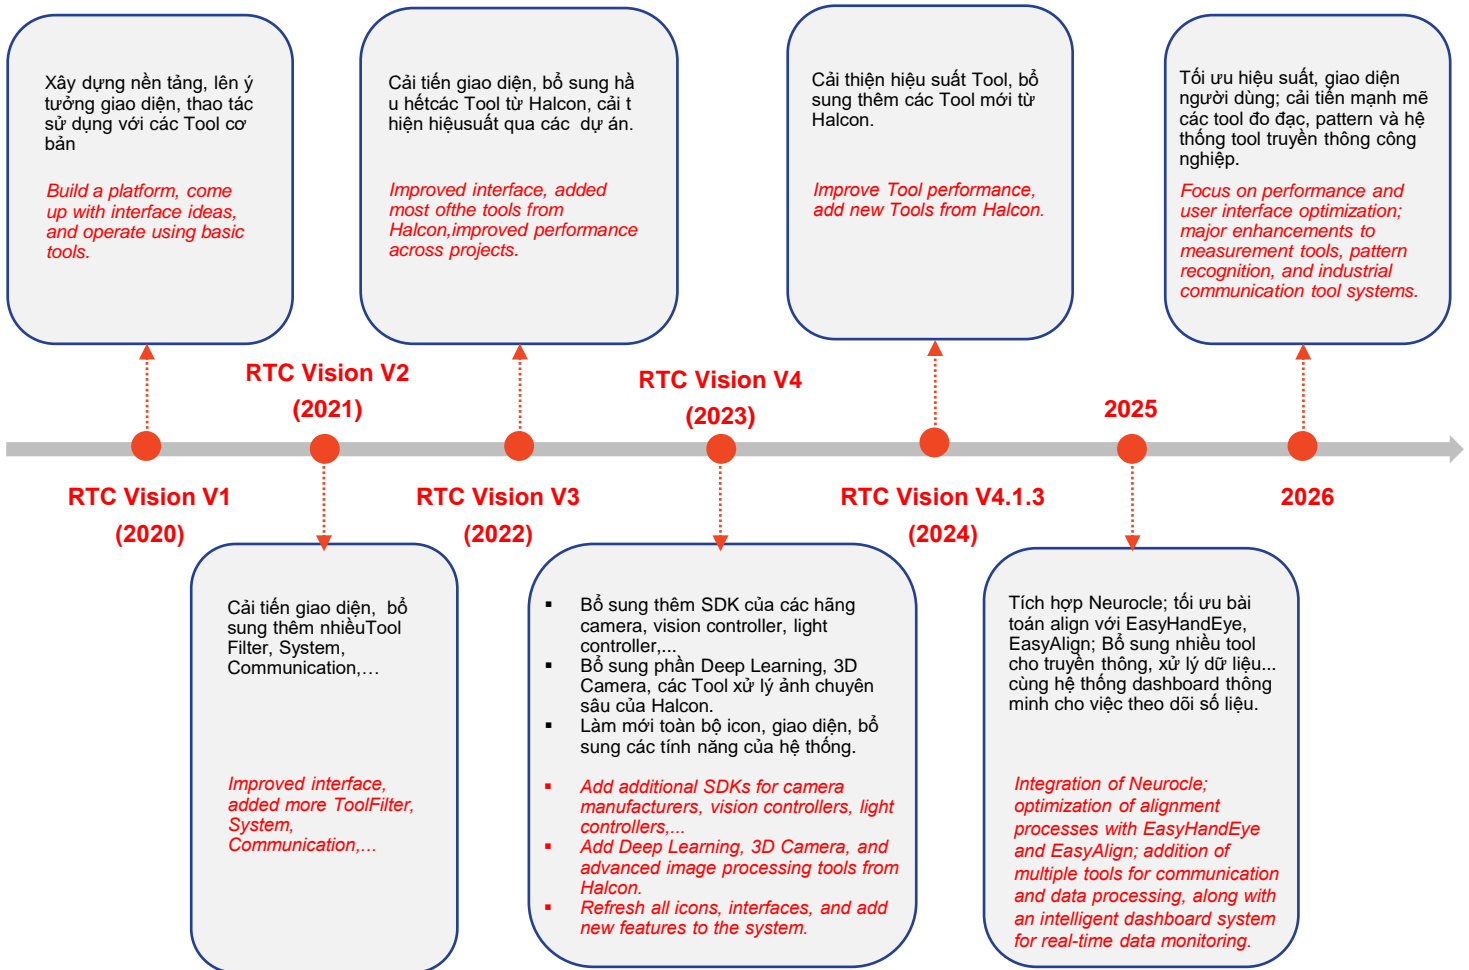 Xây dựng nền tảng, lên ý
tưởng giao diện, thao tác
sử dụng với các Tool cơ
bản
Build a platform, come
up with interface ideas,
and operate using basic
tools.
Cải tiến giao diện, bổ sung hầ
u hếtcác Tool từ Halcon, cải t
hiện hiệusuất qua các dự án.
Improved interface, added
most ofthe tools from
Halcon,improved performance
across projects.
Cải thiện hiệu suất Tool, bổ
sung thêm các Tool mới từ
Halcon.
Improve Tool performance,
add new Tools from Halcon.
Tối ưu hiệu suất, giao diện
người dùng; cải tiến mạnh mẽ
các tool đo đạc, pattern và hệ
thống tool truyền thông công
nghiệp.
Focus on performance and
user interface optimization;
major enhancements to
measurement tools, pattern
recognition, and industrial
communication tool systems.
RTC Vision V2
(2021)
RTC Vision V4
(2023)
2025
RTC Vision V1
(2020)
RTC Vision V3
(2022)
RTC Vision V4.1.3
(2024)
2026
Cải tiến giao diện, bổ
sung thêm nhiềuTool
Filter, System,
Communication,…
Improved interface,
added more ToolFilter,
System,
Communication,…
▪ Bổ sung thêm SDK của các hãng
camera, vision controller, light
controller,...
▪ Bổ sung phần Deep Learning, 3D
Camera, các Tool xử lý ảnh chuyên
sâu của Halcon.
▪ Làm mới toàn bộ icon, giao diện, bổ
sung các tính năng của hệ thống.
▪ Add additional SDKs for camera
manufacturers, vision controllers, light
controllers,...
▪ Add Deep Learning, 3D Camera, and
advanced image processing tools from
Halcon.
▪ Refresh all icons, interfaces, and add
new features to the system.
Tích hợp Neurocle; tối ưu bài
toán align với EasyHandEye,
EasyAlign; Bổ sung nhiều tool
cho truyền thông, xử lý dữ liệu...
cùng hệ thống dashboard thông
minh cho việc theo dõi số liệu.
Integration of Neurocle;
optimization of alignment
processes with EasyHandEye
and EasyAlign; addition of
multiple tools for communication
and data processing, along with
an intelligent dashboard system
for real-time data monitoring.